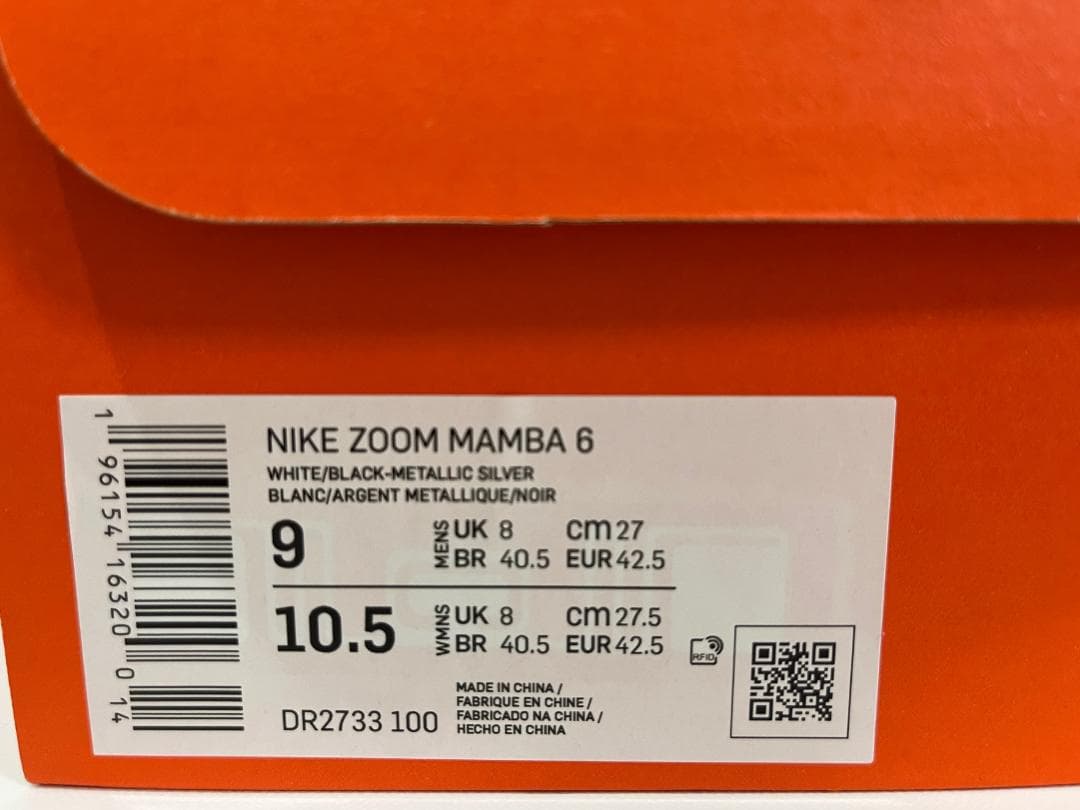 NIKE ZOOM MAMBA 6
WHITE/BLACK-METALLIC SILVER
BLANC/ARGENT METALLIQUE/NOIR
9 MENS UK 8 CM 27
BR 40.5 EUR 42.5
10.5 WMNS UK 8 CM 27.5
BR 40.5 EUR 42.5
RFID
DR2733 100
MADE IN CHINA /
FABRIQUE EN CHINE /
FABRICADO NA CHINA /
HECHO EN CHINA
1 96154 16320 0 14